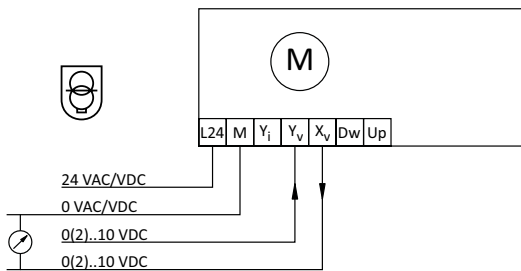 M
L24 M Yi Yv Xv Dw Up
24 VAC/VDC
0 VAC/VDC
0(2)..10 VDC
0(2)..10 VDC